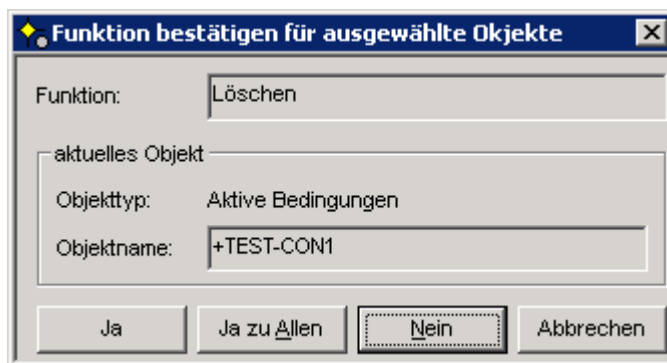 Funktion bestätigen für ausgewählte Okjekte
Funktion: Löschen
aktuelles Objekt
Objekttyp: Aktive Bedingungen
Objektname: +TEST-CON1
Ja Ja zu Allen Nein Abbrechen